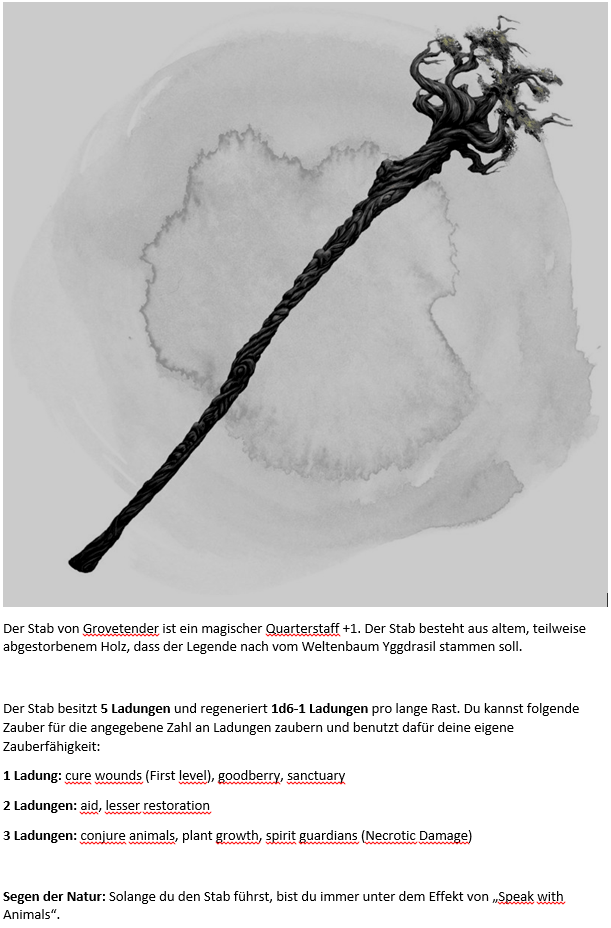 Der Stab von Grovetender ist ein magischer Quarterstaff +1. Der Stab besteht aus altem, teilweise
abgestorbenem Holz, dass der Legende nach vom Weltenbaum Yggdrasil stammen soll.
Der Stab besitzt 5 Ladungen und regeneriert 1d6-1 Ladungen pro lange Rast. Du kannst folgende
Zauber für die angegebene Zahl an Ladungen zaubern und benutzt dafür deine eigene
Zauberfähigkeit:
1 Ladung: cure wounds (First level), goodberry, sanctuary
2 Ladungen: aid, lesser restoration
3 Ladungen: conjure animals, plant growth, spirit guardians (Necrotic Damage)
Segen der Natur: Solange du den Stab führst, bist du immer unter dem Effekt von „Speak with
Animals“.